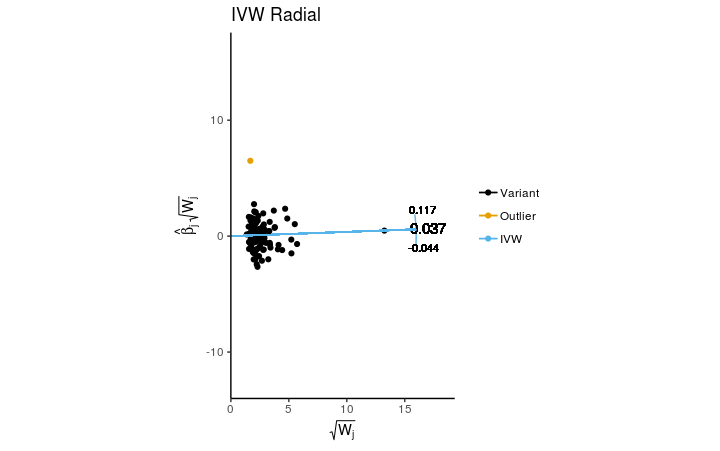 IVW Radial
10
0
-10
β̂j√Wj
0.117
0.037
-0.044
0
5
10
15
√Wj
Variant
Outlier
IVW